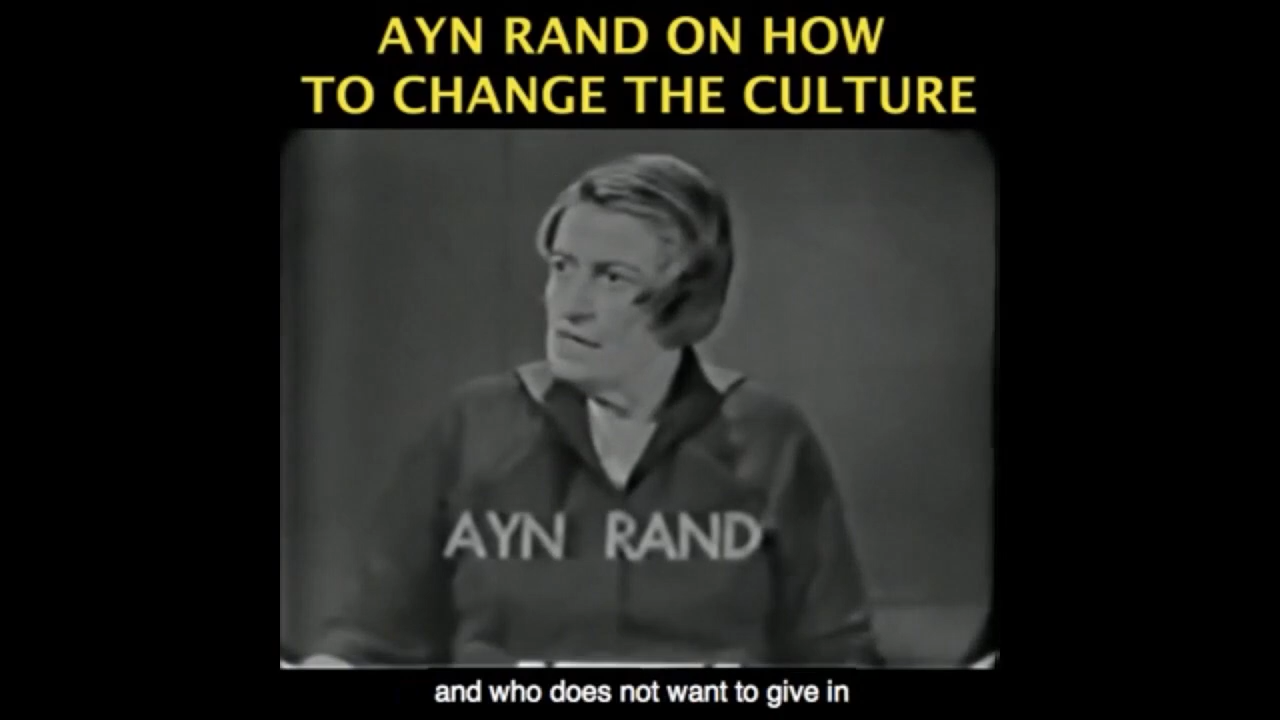 AYN RAND ON HOW
TO CHANGE THE CULTURE
AYN RAND
and who does not want to give in